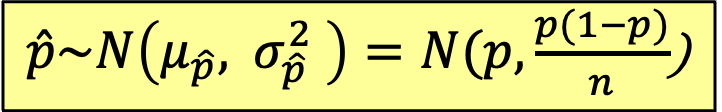 p̂~N(μ_p̂, σ²_p̂) = N(p, p(1−p)/n)